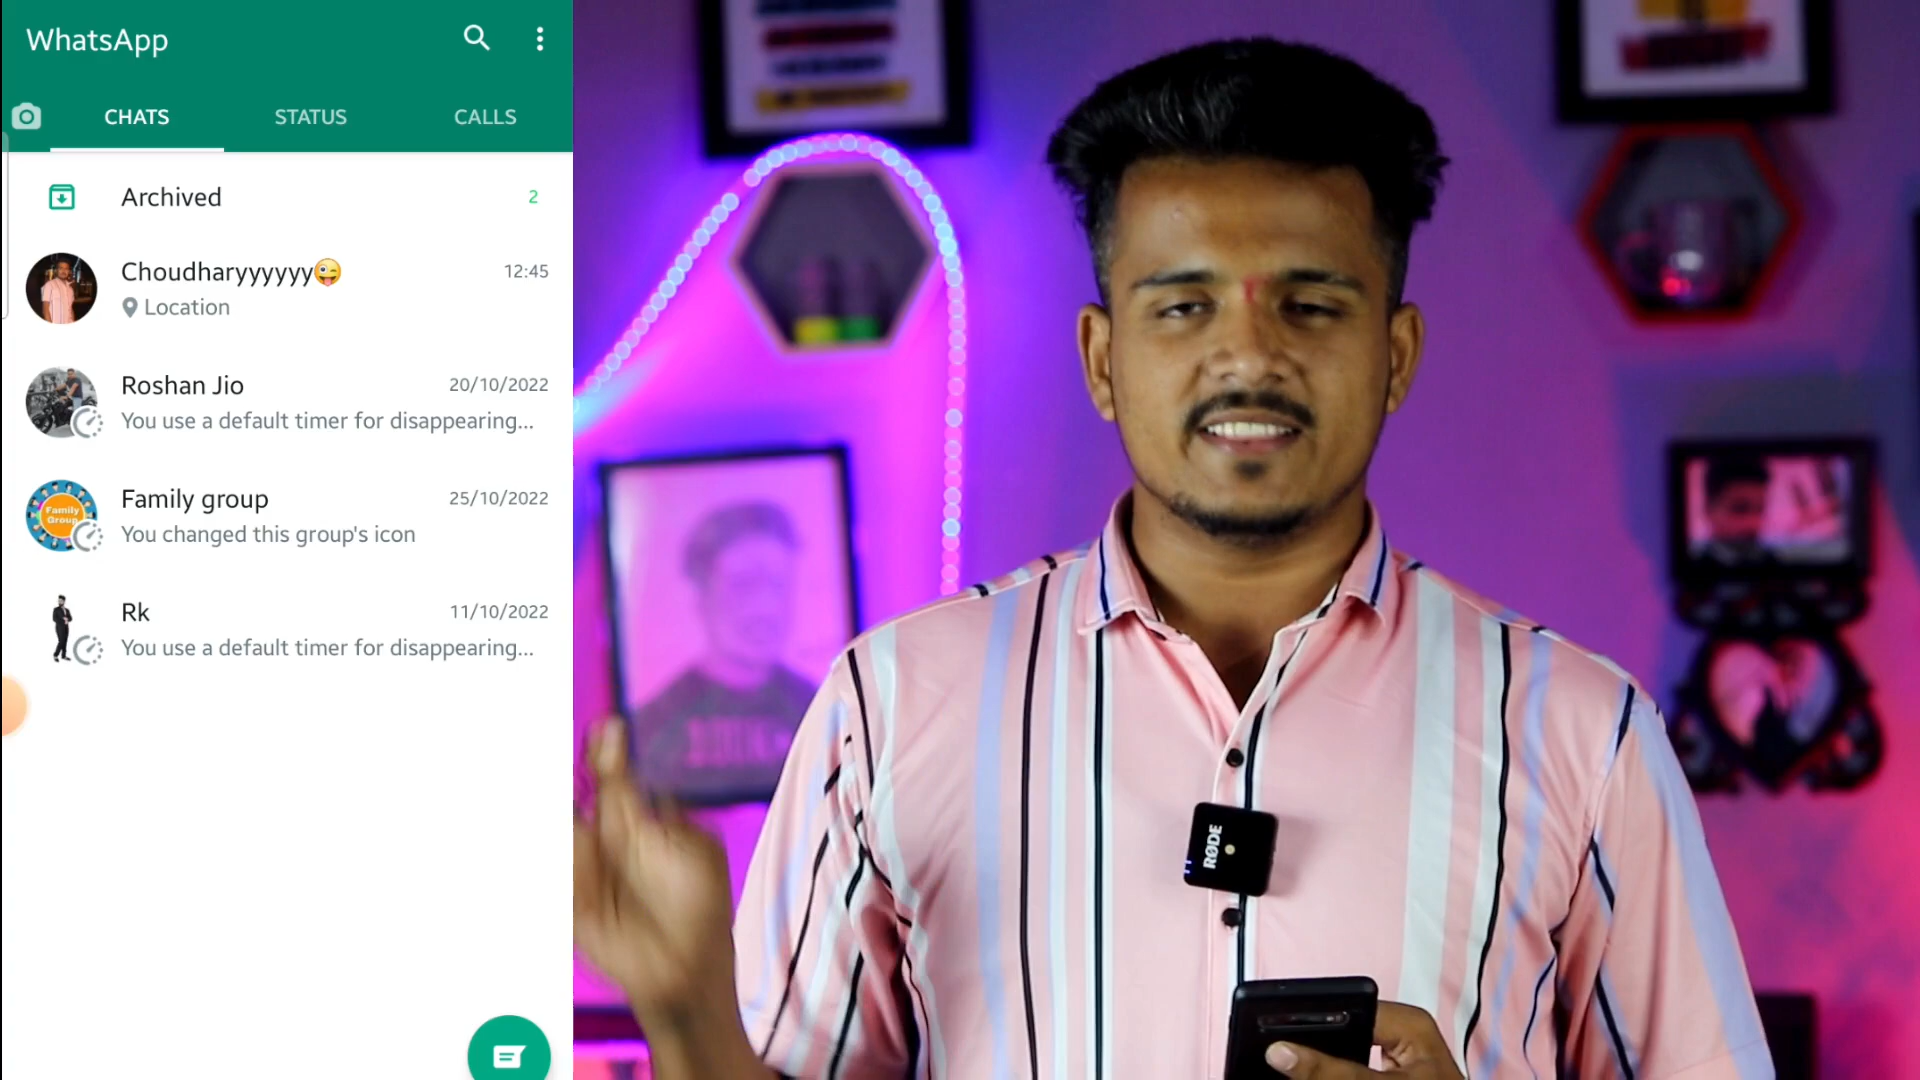 WhatsApp
CHATS
STATUS
CALLS
Archived
2
Choudharyyyyyy😜
12:45
Location
Roshan Jio
20/10/2022
You use a default timer for disappearing...
Family group
25/10/2022
You changed this group's icon
Family
Group
Rk
11/10/2022
You use a default timer for disappearing...
RØDE